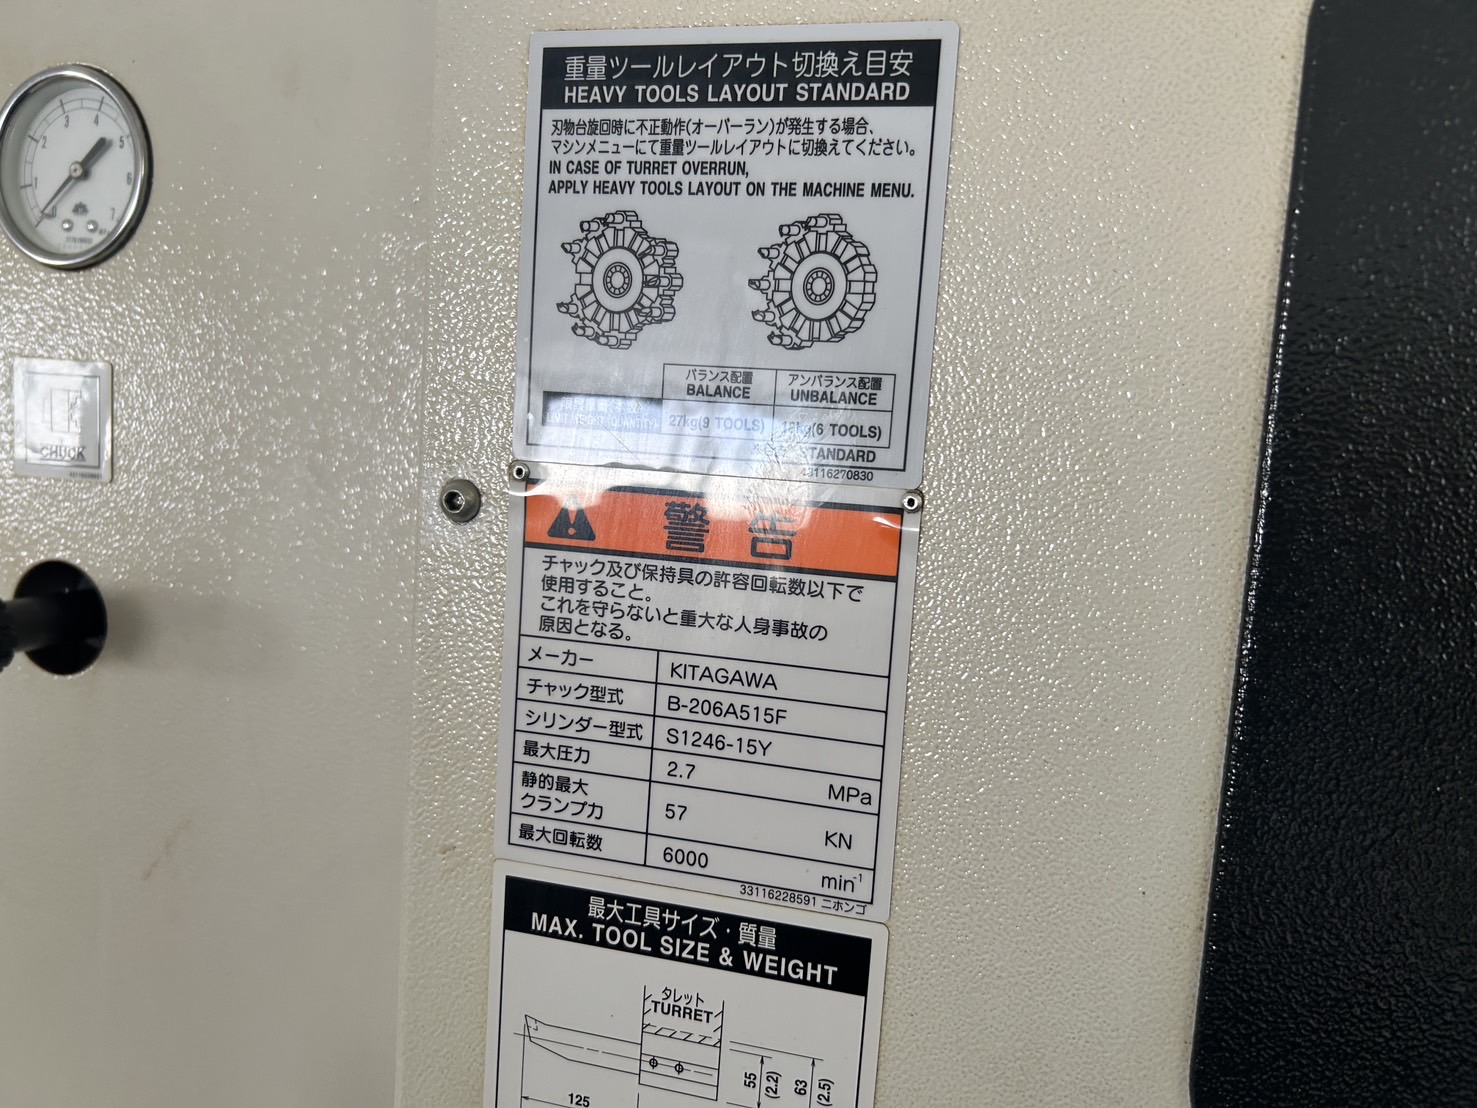 重量ツールレイアウト切換え目安
HEAVY TOOLS LAYOUT STANDARD
刃物台旋回時に不正動作(オーバーラン)が発生する場合、
マシンメニューにて重量ツールレイアウトに切換えてください。
IN CASE OF TURRET OVERRUN,
APPLY HEAVY TOOLS LAYOUT ON THE MACHINE MENU.
バランス配置
BALANCE
アンバランス配置
UNBALANCE
27kg(9 TOOLS)
18kg(6 TOOLS)
STANDARD
43116270830
警告
チャック及び保持具の許容回転数以下で
使用すること。
これを守らないと重大な人身事故の
原因となる。
メーカー KITAGAWA
チャック型式 B-206A515F
シリンダー型式 S1246-15Y
最大圧力 2.7 MPa
静的最大
クランプ力 57 KN
最大回転数 6000 min⁻¹
33116228591 ニホンゴ
最大工具サイズ・質量
MAX. TOOL SIZE & WEIGHT
タレット
TURRET
125
55
(2.2)
63
(2.5)
1
2
3
4
5
6
7
CHUCK